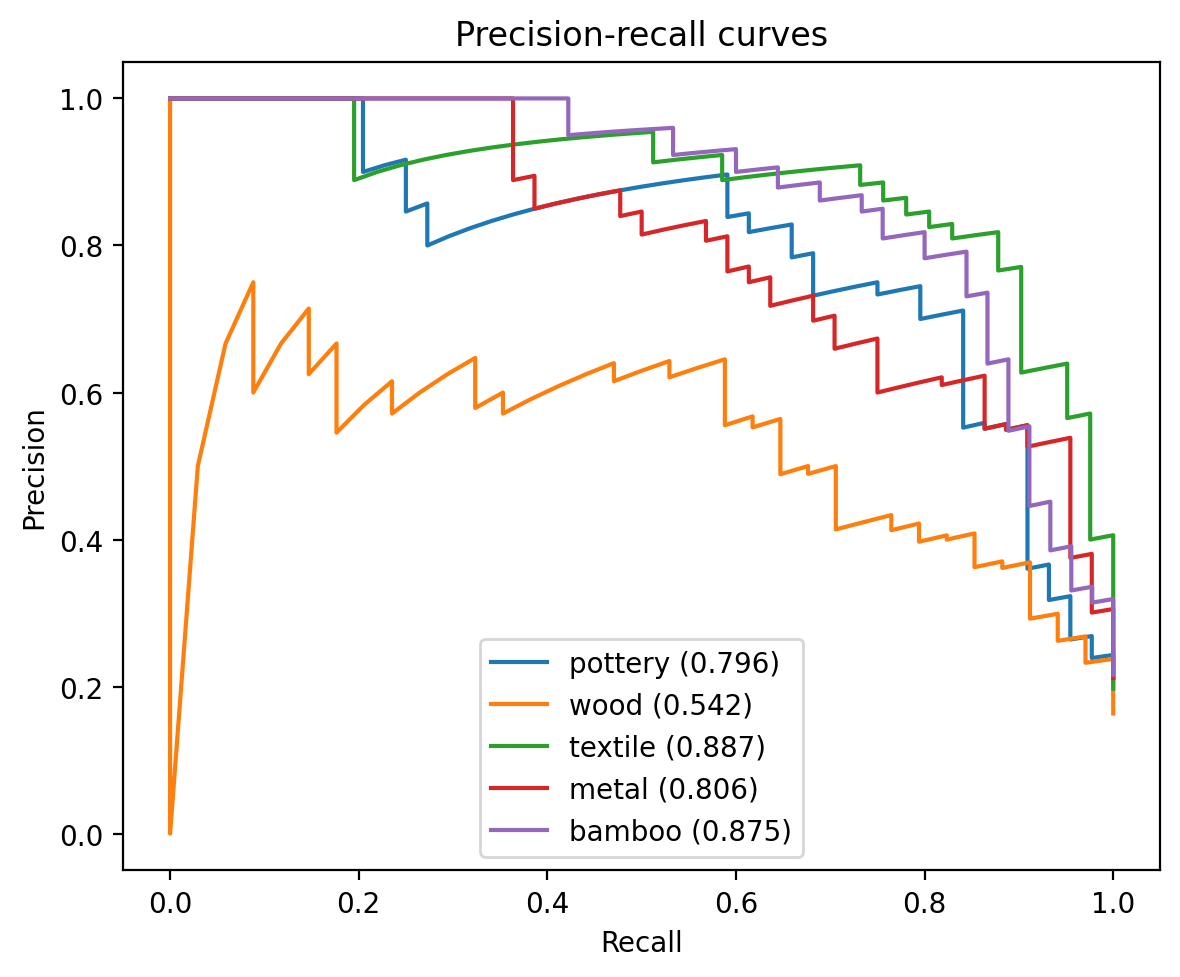 Precision-recall curves
Precision
1.0
0.8
0.6
0.4
0.2
0.0
pottery (0.796)
wood (0.542)
textile (0.887)
metal (0.806)
bamboo (0.875)
0.0 0.2 0.4 0.6 0.8 1.0
Recall